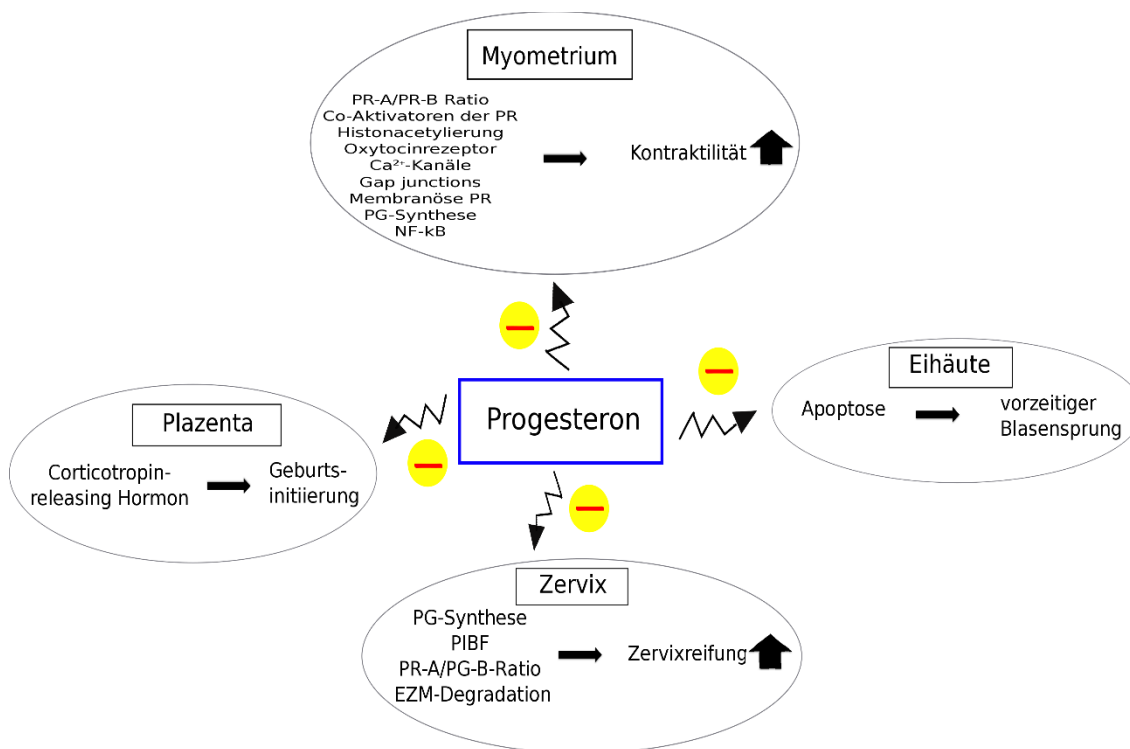 Myometrium
PR-A/PR-B Ratio
Co-Aktivatoren der PR
Histonacetylierung
Oxytocinrezeptor
Ca²⁺-Kanäle
Gap junctions
Membranöse PR
PG-Synthese
NF-kB
Kontraktilität
Progesteron
Eihäute
Apoptose
vorzeitiger
Blasensprung
Plazenta
Corticotropin-
releasing Hormon
Geburts-
initiierung
Zervix
PG-Synthese
PIBF
PR-A/PG-B-Ratio
EZM-Degradation
Zervixreifung